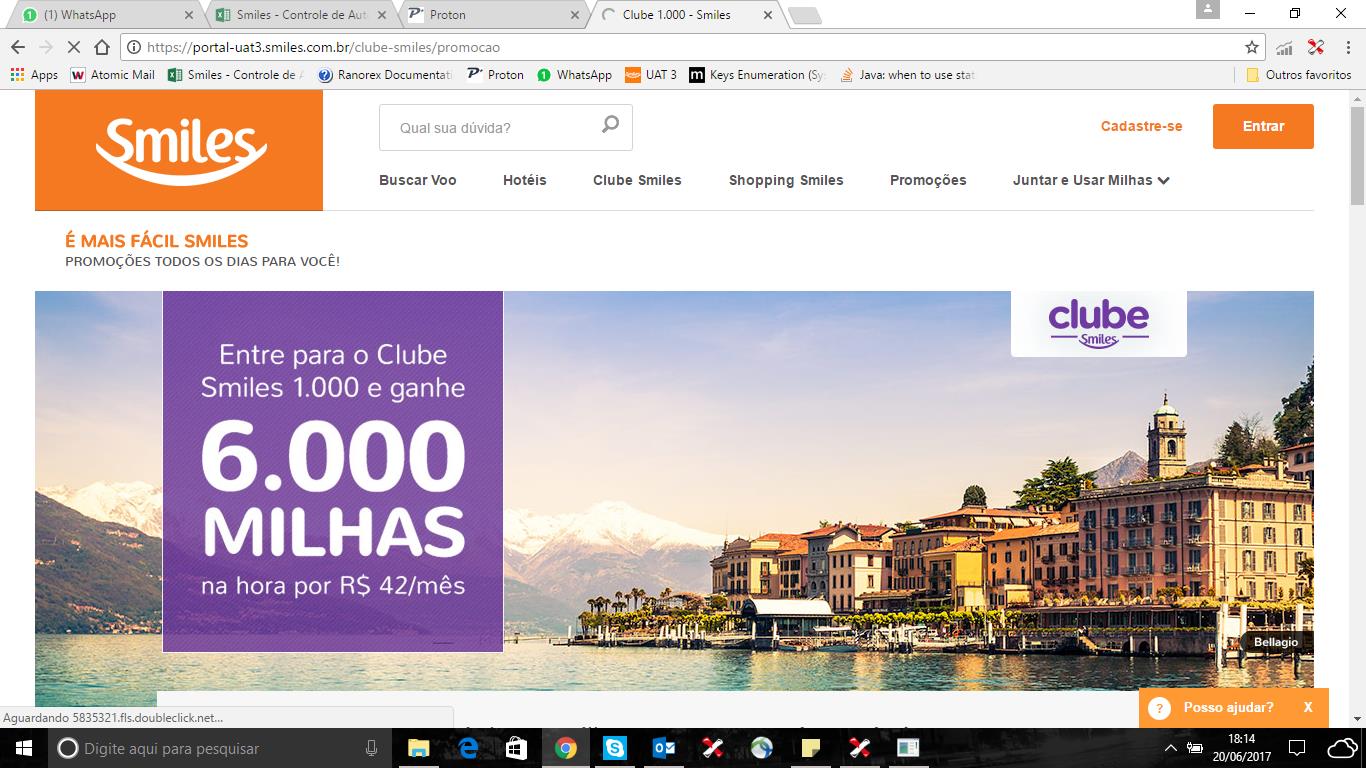 (1) WhatsApp
Smiles - Controle de Aut
Proton
Clube 1.000 - Smiles
https://portal-uat3.smiles.com.br/clube-smiles/promocao
Apps
Atomic Mail
Smiles - Controle de A
Ranorex Documentati
Proton
WhatsApp
UAT 3
Keys Enumeration (Sy
Java: when to use stat
Outros favoritos
Smiles
Qual sua dúvida?
Cadastre-se
Entrar
Buscar Voo
Hotéis
Clube Smiles
Shopping Smiles
Promoções
Juntar e Usar Milhas
É MAIS FÁCIL SMILES
PROMOÇÕES TODOS OS DIAS PARA VOCÊ!
Entre para o Clube
Smiles 1.000 e ganhe
6.000
MILHAS
na hora por R$ 42/mês
clube
Smiles
Bellagio
Posso ajudar?
X
Aguardando 5835321.fls.doubleclick.net...
Digite aqui para pesquisar
18:14
20/06/2017